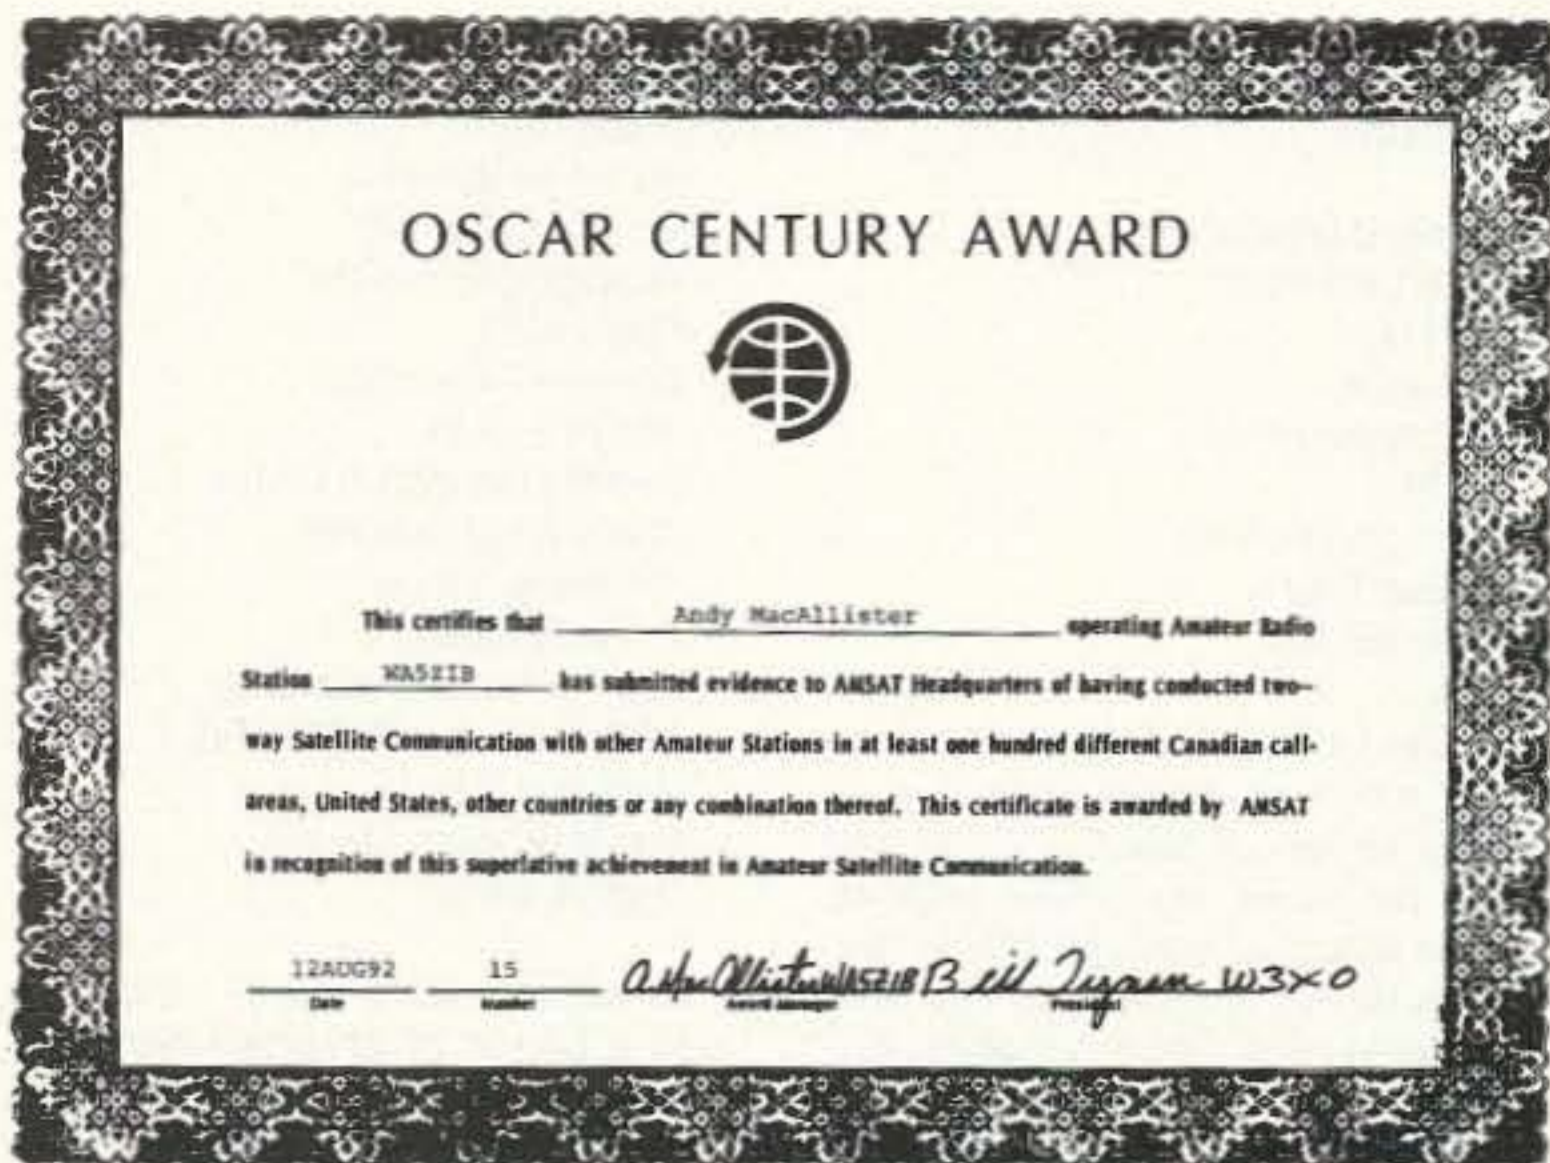 OSCAR CENTURY AWARD
This certifies that Andy MacAllister operating Amateur Radio
Station WA5ZIB has submitted evidence to AMSAT Headquarters of having conducted two-
way Satellite Communication with other Amateur Stations in at least one hundred different Canadian call-
areas, United States, other countries or any combination thereof. This certificate is awarded by AMSAT
in recognition of this superlative achievement in Amateur Satellite Communication.
12AUG92 15 A MacAllister WA5ZIB Bill Tynan W3XO
Date Number Award Manager President